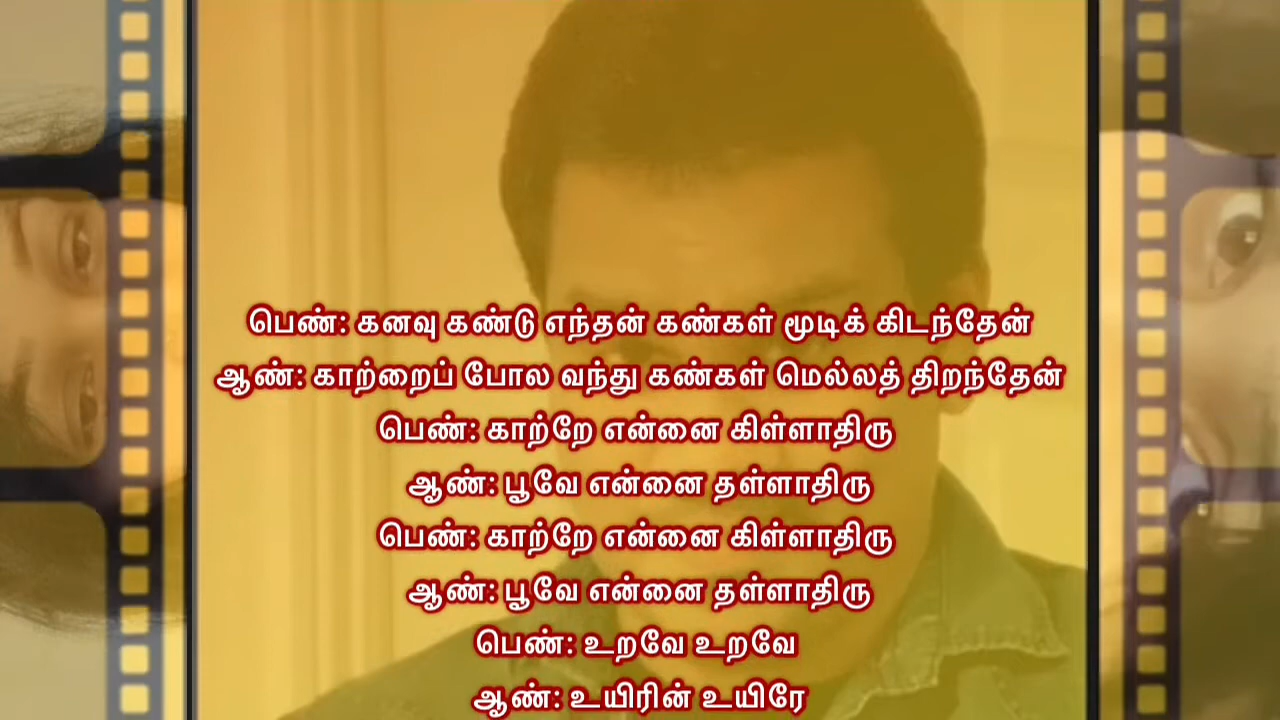 பெண்: கனவு கண்டு எந்தன் கண்கள் மூடிக் கிடந்தேன்
ஆண்: காற்றைப் போல வந்து கண்கள் மெல்லத் திறந்தேன்
பெண்: காற்றே என்னை கிள்ளாதிரு
ஆண்: பூவே என்னை தள்ளாதிரு
பெண்: காற்றே என்னை கிள்ளாதிரு
ஆண்: பூவே என்னை தள்ளாதிரு
பெண்: உறவே உறவே
ஆண்: உயிரின் உயிரே